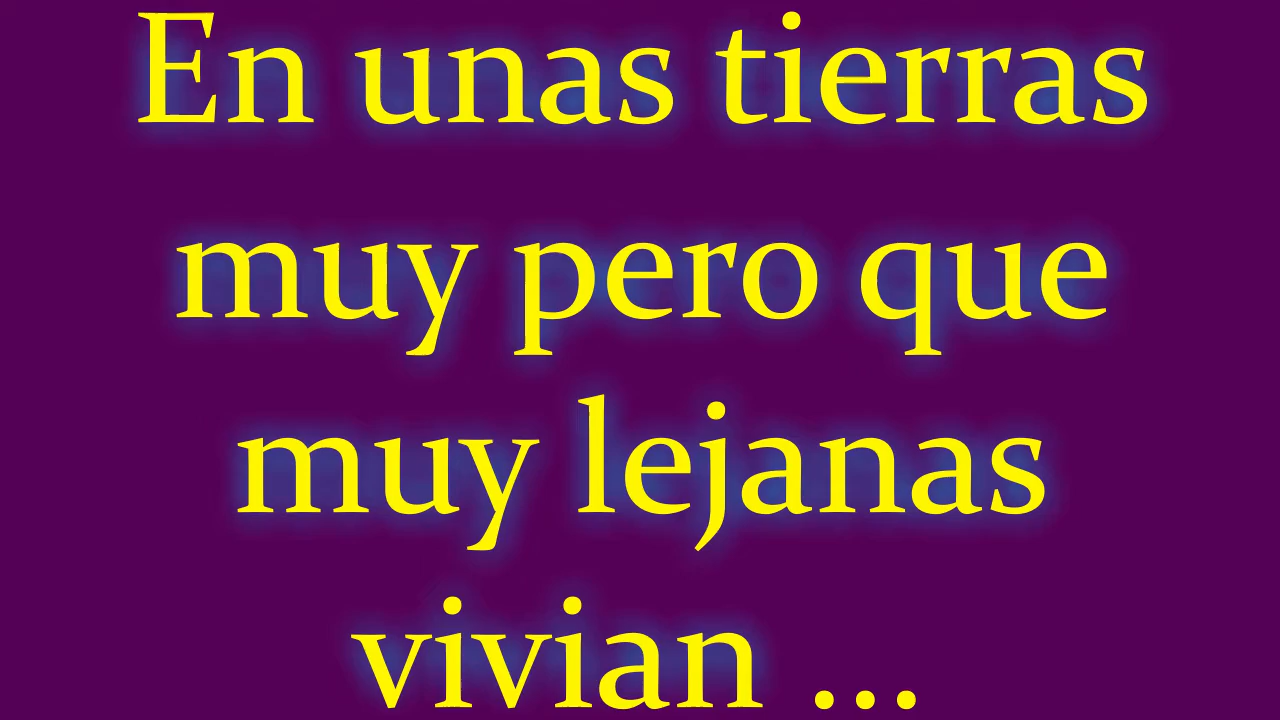 En unas tierras
muy pero que
muy lejanas
vivian ...